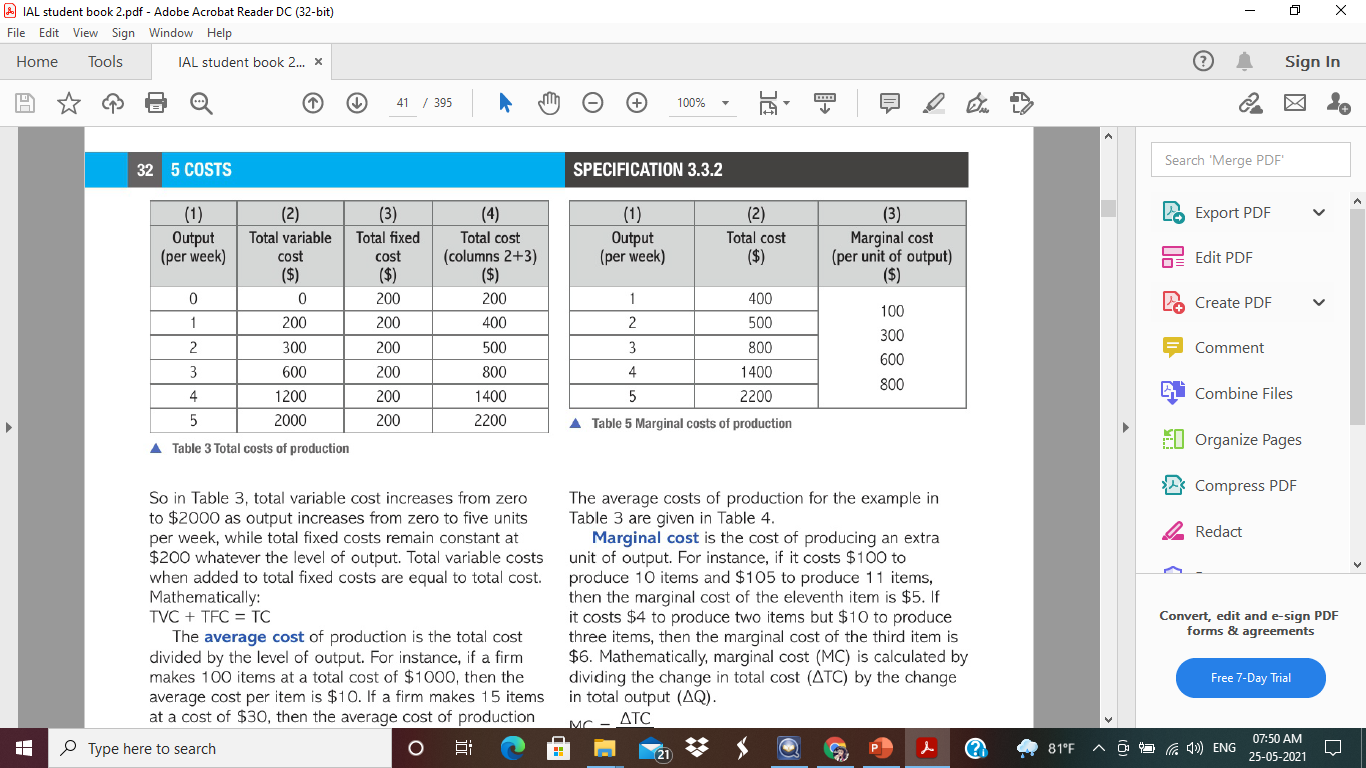 IAL student book 2.pdf - Adobe Acrobat Reader DC (32-bit)
File Edit View Sign Window Help
Home Tools IAL student book 2... × Sign In
41 / 395 100%
32 5 COSTS SPECIFICATION 3.3.2
(1) (2) (3) (4)
Output Total variable Total fixed Total cost
(per week) cost cost (columns 2+3)
($) ($) ($)
0 0 200 200
1 200 200 400
2 300 200 500
3 600 200 800
4 1200 200 1400
5 2000 200 2200
▲ Table 3 Total costs of production
So in Table 3, total variable cost increases from zero
to $2000 as output increases from zero to five units
per week, while total fixed costs remain constant at
$200 whatever the level of output. Total variable costs
when added to total fixed costs are equal to total cost.
Mathematically:
TVC + TFC = TC
The average cost of production is the total cost
divided by the level of output. For instance, if a firm
makes 100 items at a total cost of $1000, then the
average cost per item is $10. If a firm makes 15 items
at a cost of $30, then the average cost of production
(1) (2) (3)
Output Total cost Marginal cost
(per week) ($) (per unit of output)
($)
1 400
100
2 500
300
3 800
600
4 1400
800
5 2200
▲ Table 5 Marginal costs of production
The average costs of production for the example in
Table 3 are given in Table 4.
Marginal cost is the cost of producing an extra
unit of output. For instance, if it costs $100 to
produce 10 items and $105 to produce 11 items,
then the marginal cost of the eleventh item is $5. If
it costs $4 to produce two items but $10 to produce
three items, then the marginal cost of the third item is
$6. Mathematically, marginal cost (MC) is calculated by
dividing the change in total cost (ΔTC) by the change
in total output (ΔQ).
MC = ΔTC
Search 'Merge PDF'
Export PDF
Edit PDF
Create PDF
Comment
Combine Files
Organize Pages
Compress PDF
Redact
Convert, edit and e-sign PDF
forms & agreements
Free 7-Day Trial
Type here to search
21
81°F
ENG
07:50 AM
25-05-2021